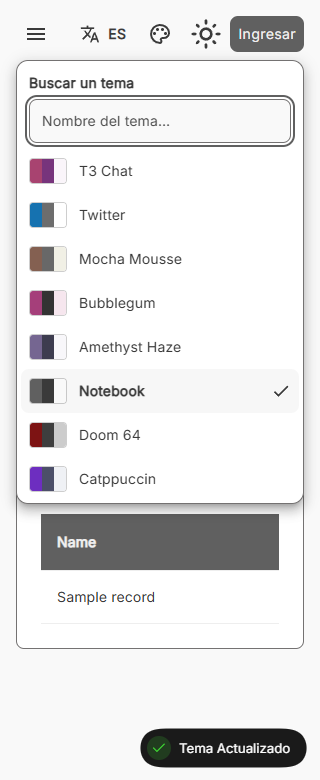 ES
Ingresar
Buscar un tema
Nombre del tema...
T3 Chat
Twitter
Mocha Mousse
Bubblegum
Amethyst Haze
Notebook
Doom 64
Catppuccin
Name
Sample record
Tema Actualizado